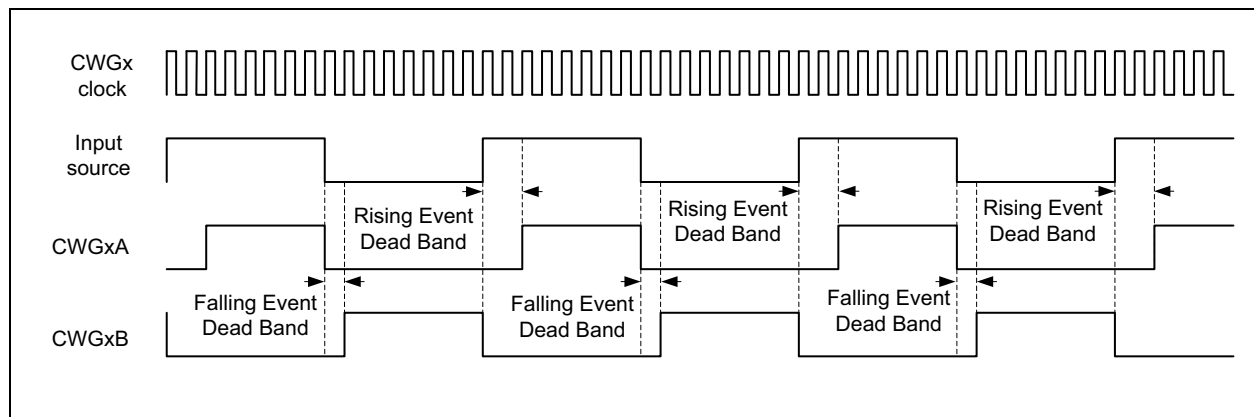 CWGx
clock
Input
source
Rising Event
Dead Band
Rising Event
Dead Band
Rising Event
Dead Band
CWGxA
Falling Event
Dead Band
Falling Event
Dead Band
Falling Event
Dead Band
CWGxB